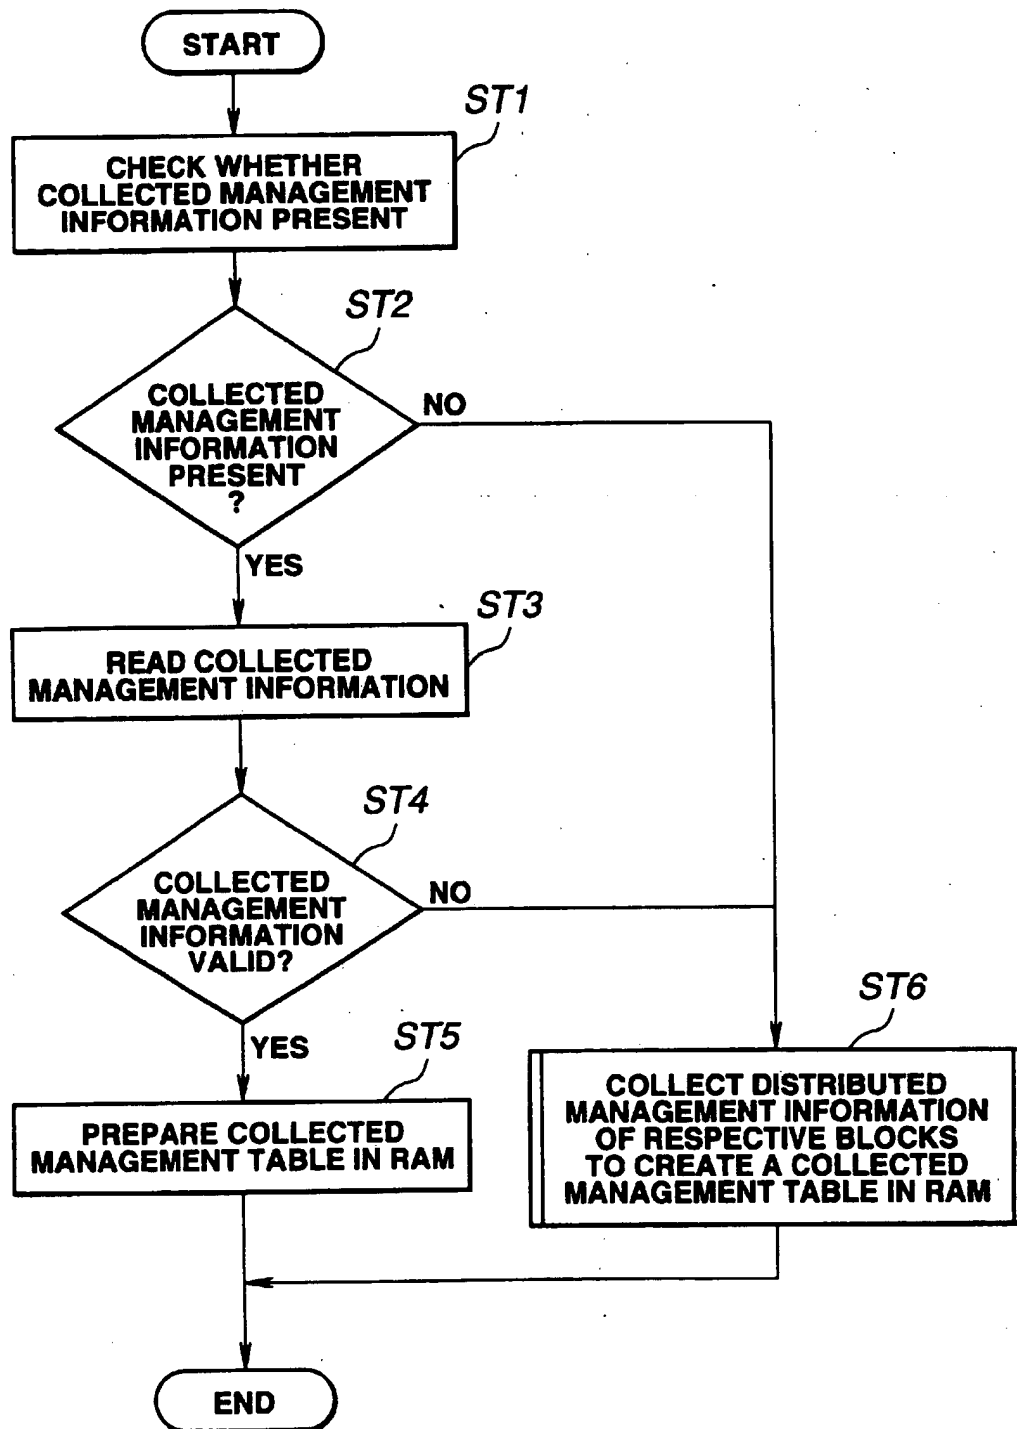 START
ST1
CHECK WHETHER
COLLECTED MANAGEMENT
INFORMATION PRESENT
ST2
COLLECTED
MANAGEMENT
INFORMATION
PRESENT
?
NO
YES
ST3
READ COLLECTED
MANAGEMENT INFORMATION
ST4
COLLECTED
MANAGEMENT
INFORMATION
VALID?
NO
YES
ST5
PREPARE COLLECTED
MANAGEMENT TABLE IN RAM
ST6
COLLECT DISTRIBUTED
MANAGEMENT INFORMATION
OF RESPECTIVE BLOCKS
TO CREATE A COLLECTED
MANAGEMENT TABLE IN RAM
END